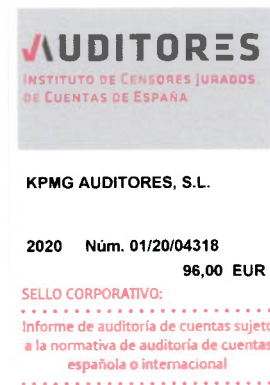 AUDITORES
INSTITUTO DE CENSORES JURADOS
DE CUENTAS DE ESPAÑA
KPMG AUDITORES, S.L.
2020 Núm. 01/20/04318
96,00 EUR
SELLO CORPORATIVO:
Informe de auditoría de cuentas sujeto
a la normativa de auditoría de cuentas
española o internacional